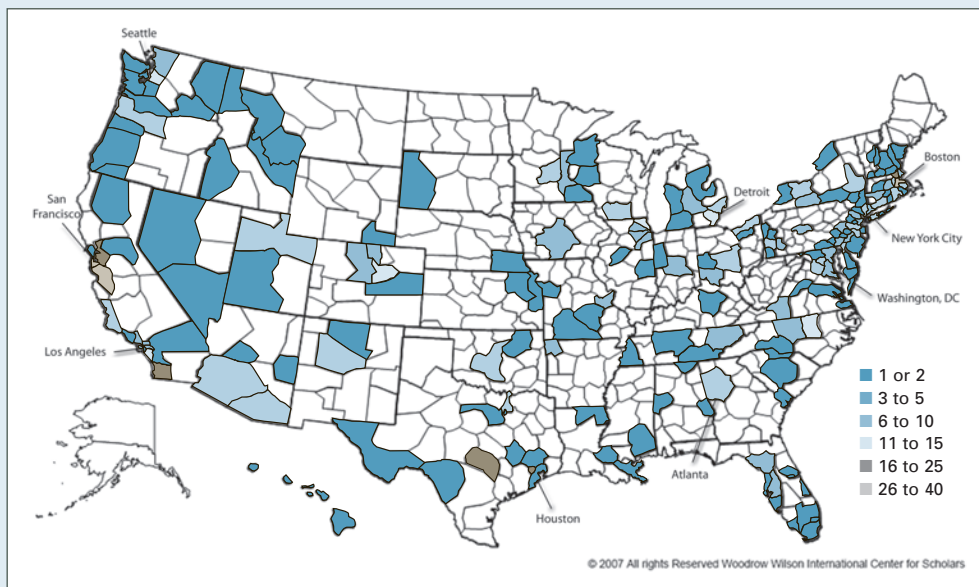 Seattle
Boston
San
Francisco
Detroit
New York City
Washington, DC
Los Angeles
1 or 2
3 to 5
6 to 10
11 to 15
16 to 25
26 to 40
Atlanta
Houston
© 2007 All rights Reserved Woodrow Wilson International Center for Scholars